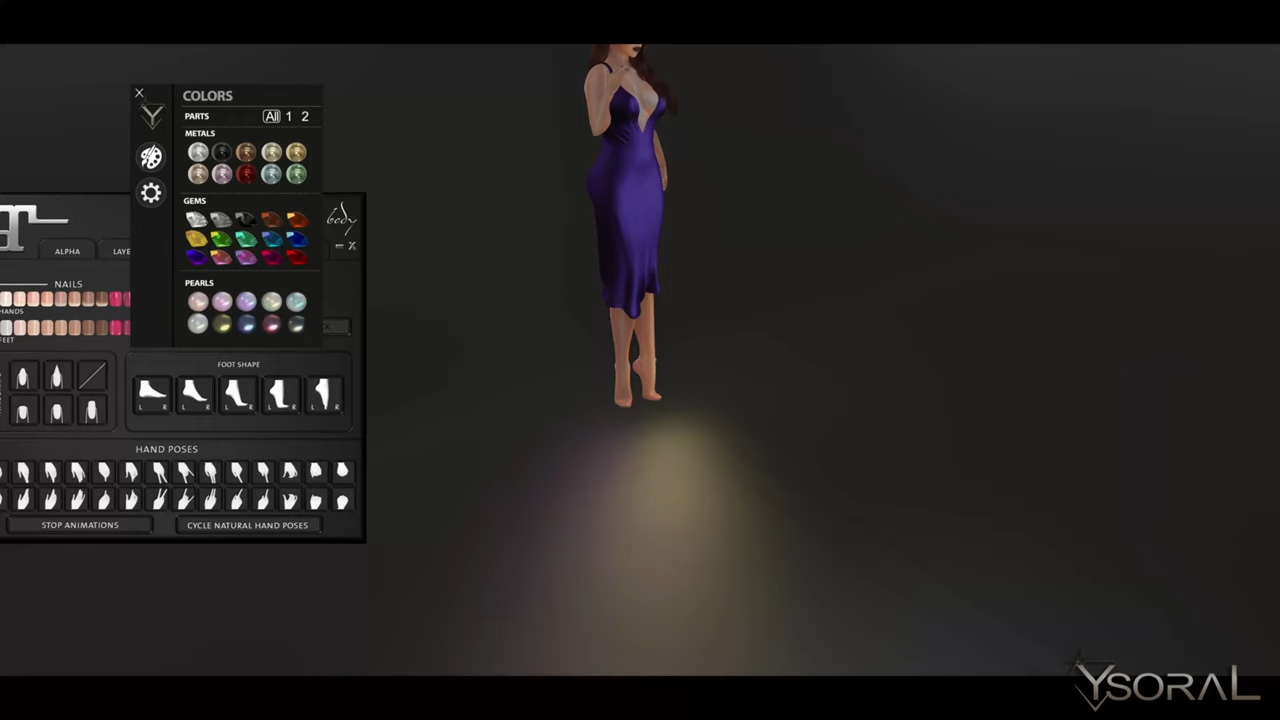 COLORS
PARTS All 1 2
METALS
GEMS
PEARLS
body
ALPHA
NAILS
HANDS
FEET
FOOT SHAPE
L R L R L R L R L R
HAND POSES
STOP ANIMATIONS
CYCLE NATURAL HAND POSES
YSORAL